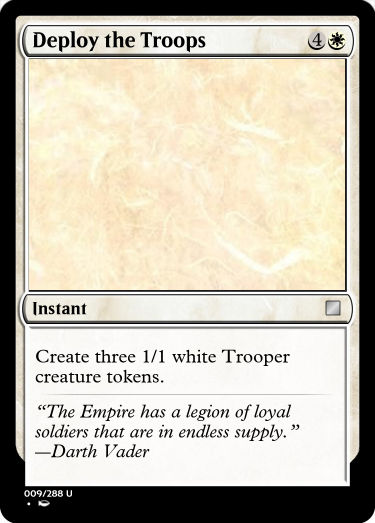 Deploy the Troops 4
Instant
Create three 1/1 white Trooper
creature tokens.
“The Empire has a legion of loyal
soldiers that are in endless supply.”
—Darth Vader
009/288 U